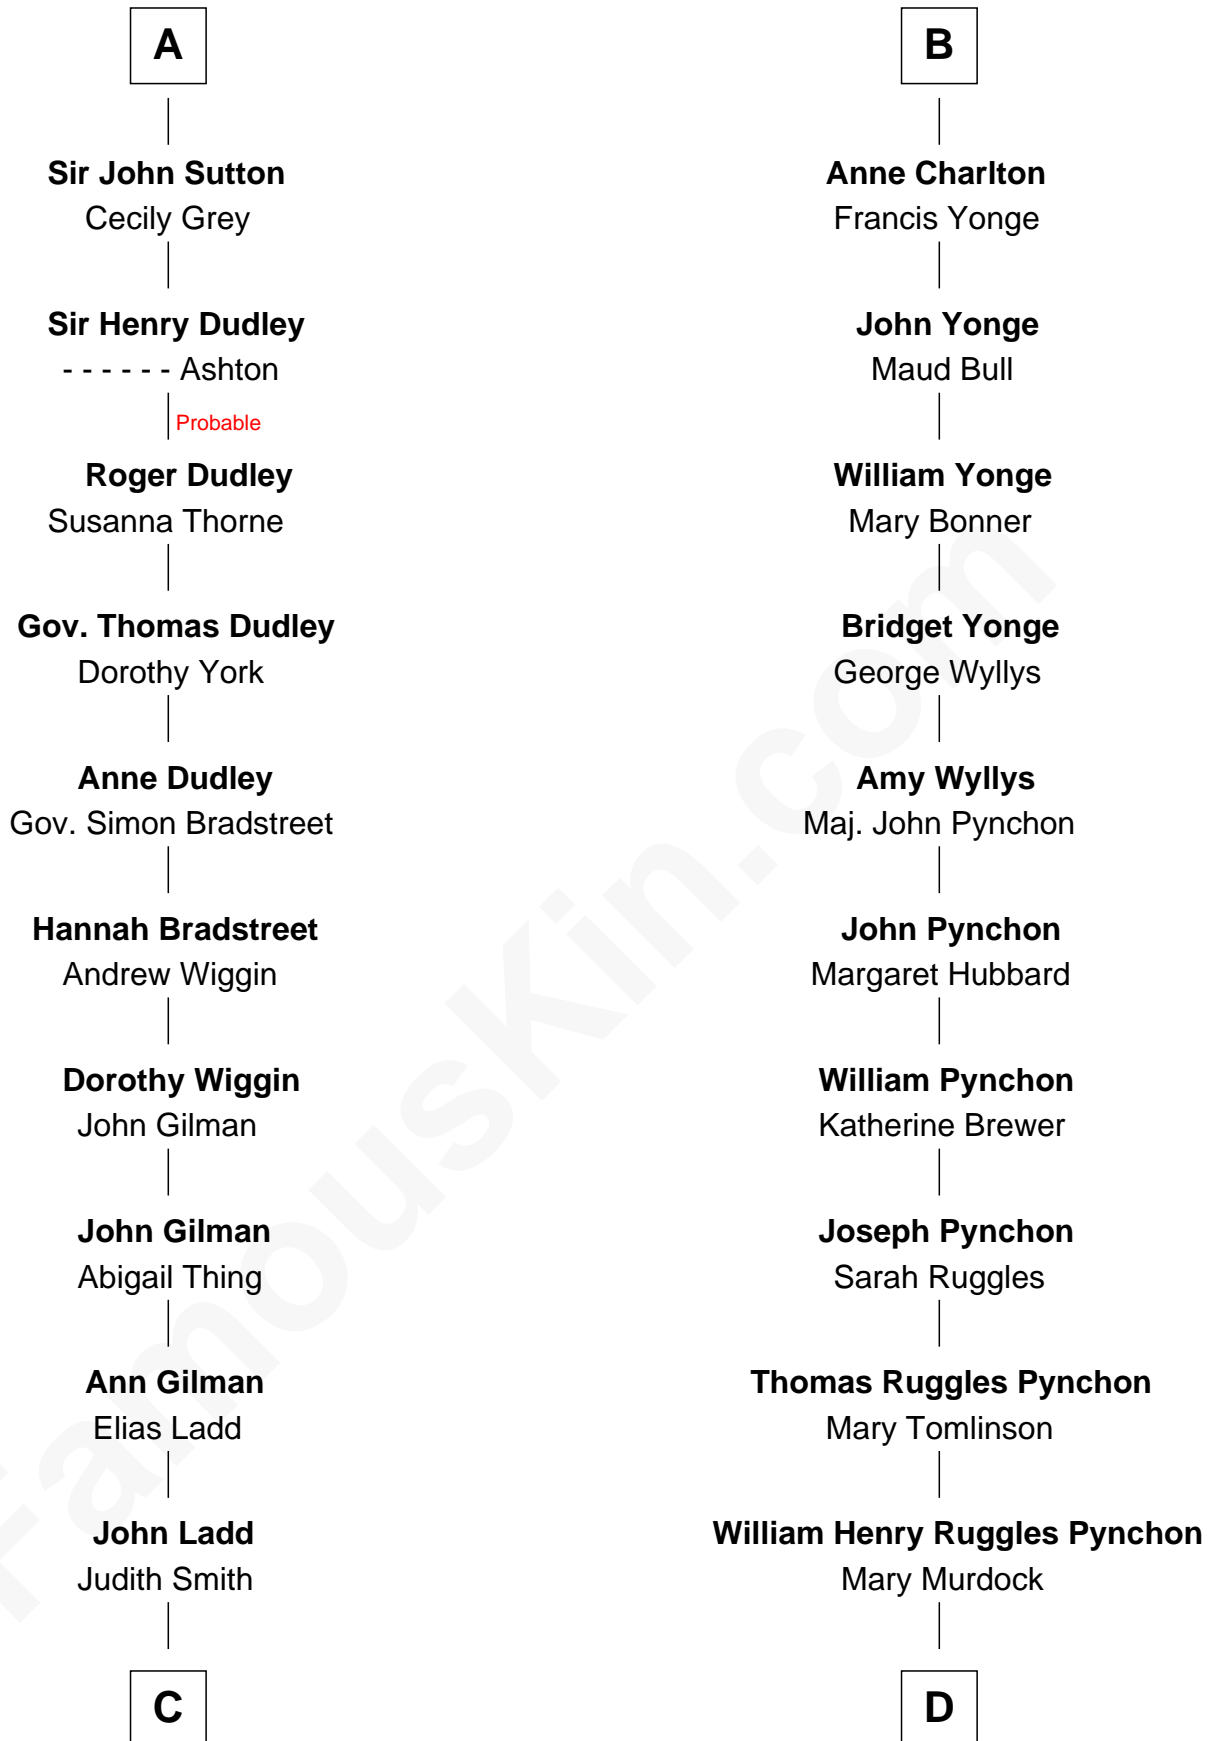 A
Sir John Sutton
Cecily Grey
Sir Henry Dudley
- - - - - - Ashton
Probable
Roger Dudley
Susanna Thorne
Gov. Thomas Dudley
Dorothy York
Anne Dudley
Gov. Simon Bradstreet
Hannah Bradstreet
Andrew Wiggin
Dorothy Wiggin
John Gilman
John Gilman
Abigail Thing
Ann Gilman
Elias Ladd
John Ladd
Judith Smith
C
B
Anne Charlton
Francis Yonge
John Yonge
Maud Bull
William Yonge
Mary Bonner
Bridget Yonge
George Wyllys
Amy Wyllys
Maj. John Pynchon
John Pynchon
Margaret Hubbard
William Pynchon
Katherine Brewer
Joseph Pynchon
Sarah Ruggles
Thomas Ruggles Pynchon
Mary Tomlinson
William Henry Ruggles Pynchon
Mary Murdock
D
FamousKin.com